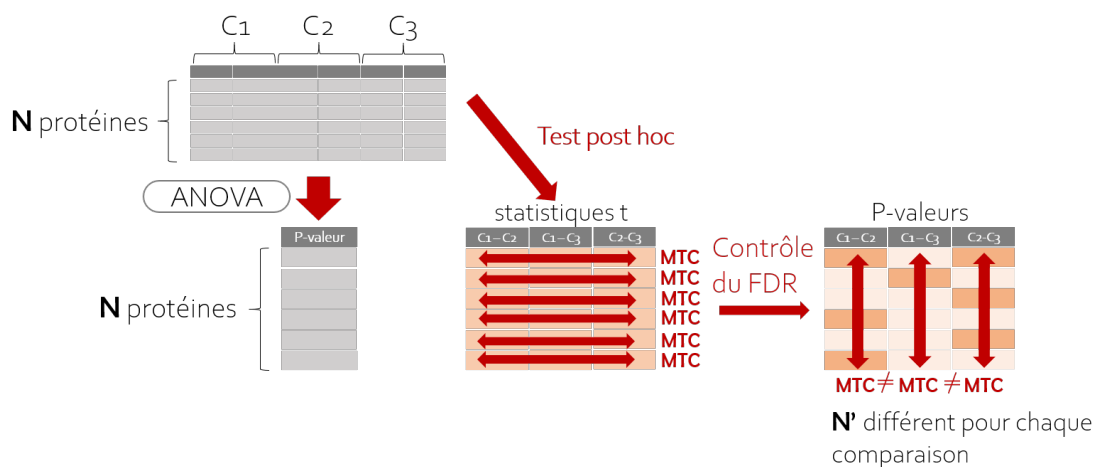 C1 C2 C3
N protéines
Test post hoc
ANOVA
statistiques t
P-valeurs
P-valeur
C1–C2 C1–C3 C2-C3
C1–C2 C1–C3 C2-C3
MTC
MTC
MTC
MTC
MTC
MTC
Contrôle
du FDR
N protéines
MTC ≠ MTC ≠ MTC
N' différent pour chaque
comparaison